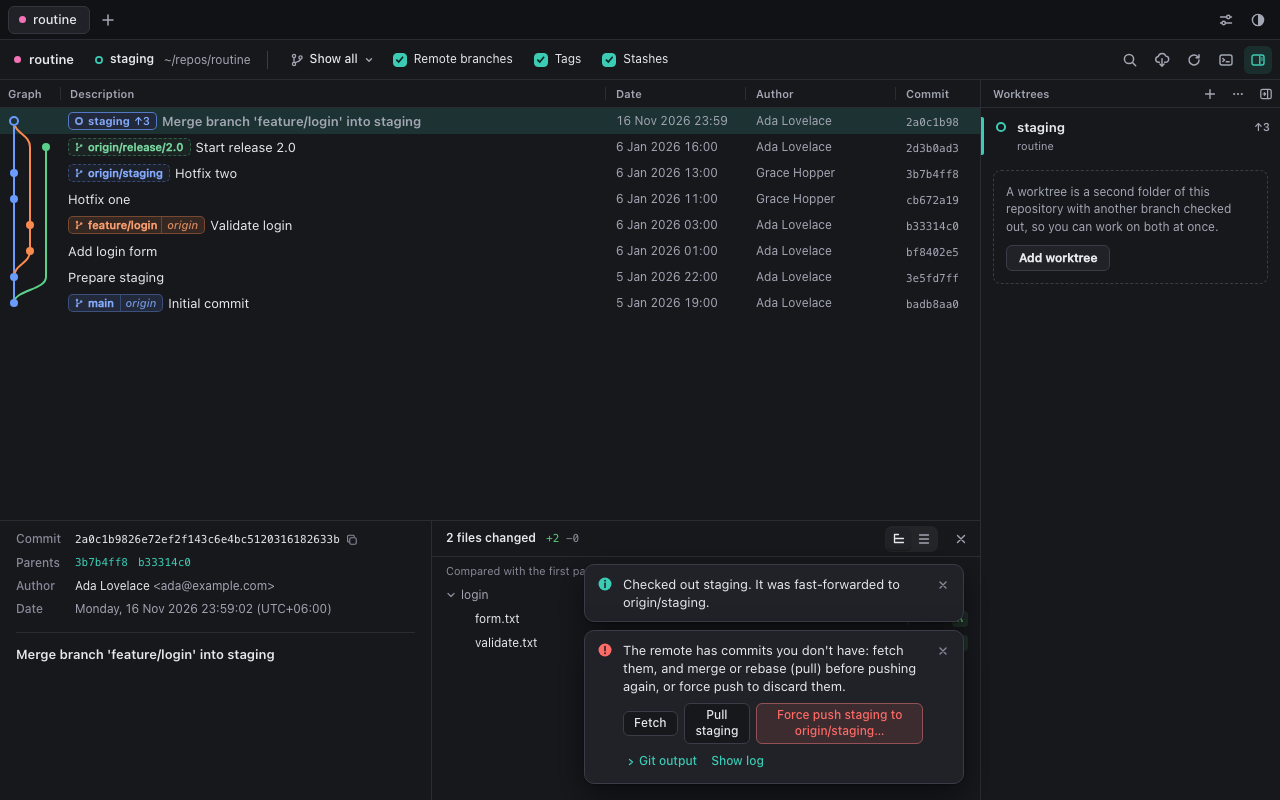 routine
routine staging ~/repos/routine Show all Remote branches Tags Stashes
Graph Description Date Author Commit
staging ↑3 Merge branch 'feature/login' into staging 16 Nov 2026 23:59 Ada Lovelace 2a0c1b98
origin/release/2.0 Start release 2.0 6 Jan 2026 16:00 Ada Lovelace 2d3b0ad3
origin/staging Hotfix two 6 Jan 2026 13:00 Grace Hopper 3b7b4ff8
Hotfix one 6 Jan 2026 11:00 Grace Hopper cb672a19
feature/login origin Validate login 6 Jan 2026 03:00 Ada Lovelace b33314c0
Add login form 6 Jan 2026 01:00 Ada Lovelace bf8402e5
Prepare staging 5 Jan 2026 22:00 Ada Lovelace 3e5fd7ff
main origin Initial commit 5 Jan 2026 19:00 Ada Lovelace badb8aa0
Worktrees
staging ↑3
routine
A worktree is a second folder of this
repository with another branch checked
out, so you can work on both at once.
Add worktree
Commit 2a0c1b9826e72ef2f143c6e4bc5120316182633b
Parents 3b7b4ff8 b33314c0
Author Ada Lovelace <ada@example.com>
Date Monday, 16 Nov 2026 23:59:02 (UTC+06:00)
Merge branch 'feature/login' into staging
2 files changed +2 −0
Compared with the first pa
login
form.txt
validate.txt
Checked out staging. It was fast-forwarded to
origin/staging.
The remote has commits you don't have: fetch
them, and merge or rebase (pull) before pushing
again, or force push to discard them.
Fetch
Pull
staging
Force push staging to
origin/staging…
Git output Show log